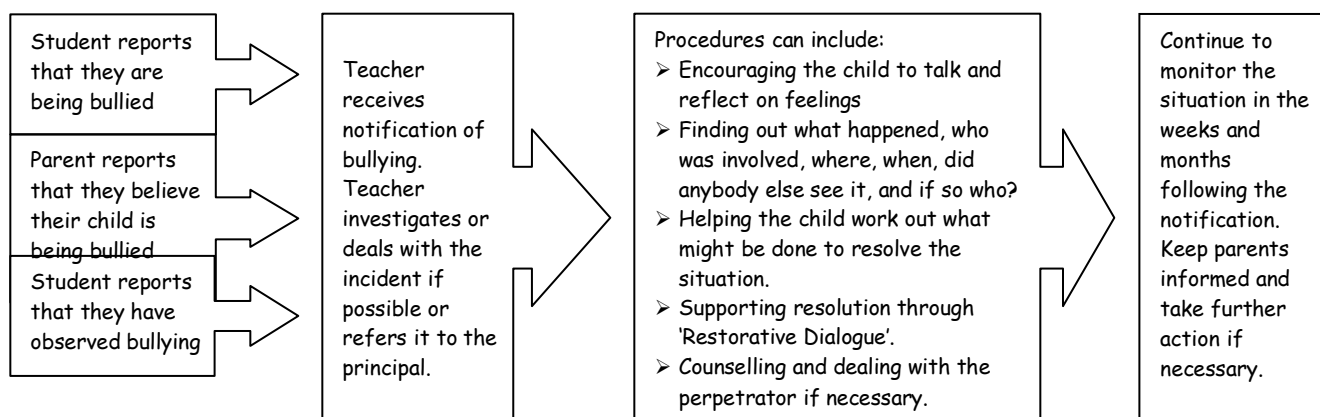 Student reports
that they are
being bullied
Parent reports
that they believe
their child is
being bullied
Student reports
that they have
observed bullying
Teacher
receives
notification of
bullying.
Teacher
investigates or
deals with the
incident if
possible or
refers it to the
principal.
Procedures can include:
➢ Encouraging the child to talk and
reflect on feelings
➢ Finding out what happened, who
was involved, where, when, did
anybody else see it, and if so who?
➢ Helping the child work out what
might be done to resolve the
situation.
➢ Supporting resolution through
‘Restorative Dialogue’.
➢ Counselling and dealing with the
perpetrator if necessary.
Continue to
monitor the
situation in the
weeks and
months
following the
notification.
Keep parents
informed and
take further
action if
necessary.